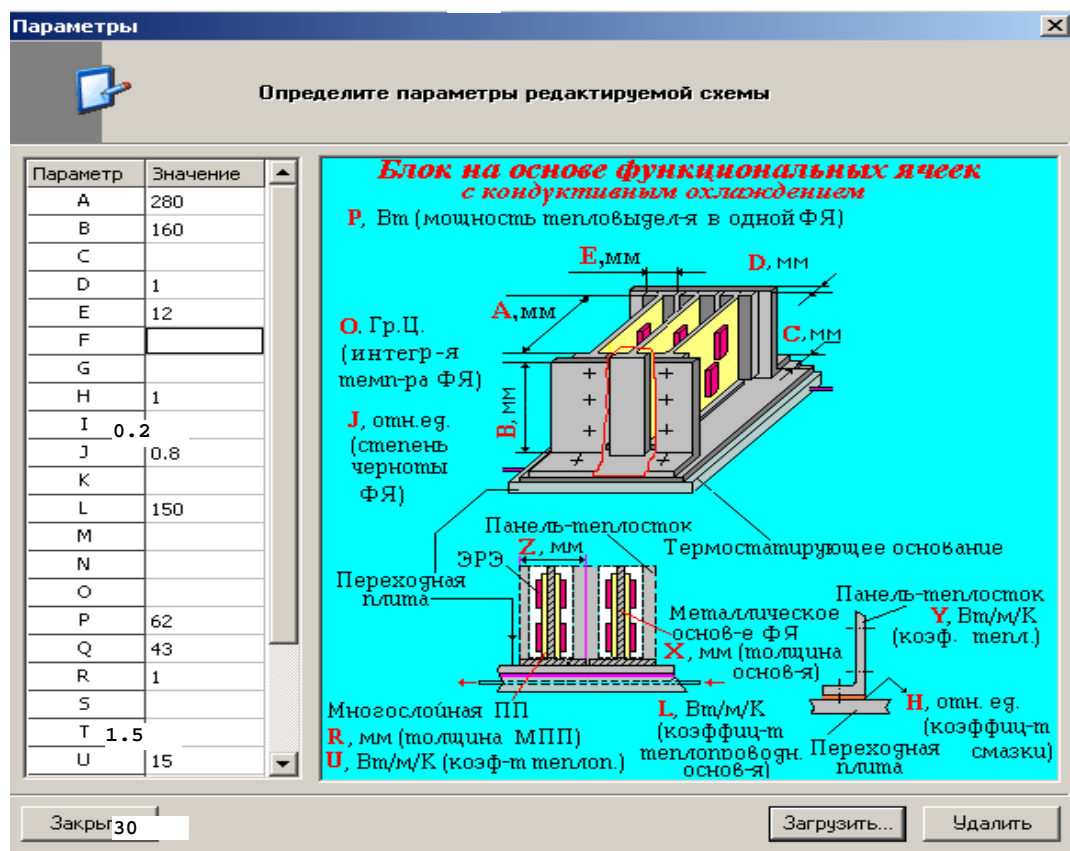 Параметры
Определите параметры редактируемой схемы
Параметр Значение
A 280
B 160
C
D 1
E 12
F
G
H 1
I 0.2
J 0.8
K
L 150
M
N
O
P 62
Q 43
R 1
S
T 1.5
U 15
Блок на основе функциональных ячеек
с кондуктивным охлаждением
P, Вт (мощность тепловыдел-я в одной ФЯ)
E,мм
D, мм
A,мм
C, мм
B, мм
O. Гр.Ц.
(интегр-я
темп-ра ФЯ)
J, отн.ед.
(степень
черноты
ФЯ)
Панель-теплосток
Z, мм
ЭРЭ
Термостатирующее основание
Переходная
плита
Металлическое
основ-е ФЯ
X, мм (толщина
основ-я)
Панель-теплосток
Y, Вт/м/К
(коэф. тепл.)
Многослойная ПП
R, мм (толщина МПП)
U, Вт/м/К (коэф-т теплоп.)
L, Вт/м/К
(коэффиц-т
теплопроводн.
основ-я)
H, отн. ед.
(коэффиц-т
смазки)
Переходная
плита
Закры 30
Загрузить...
Удалить